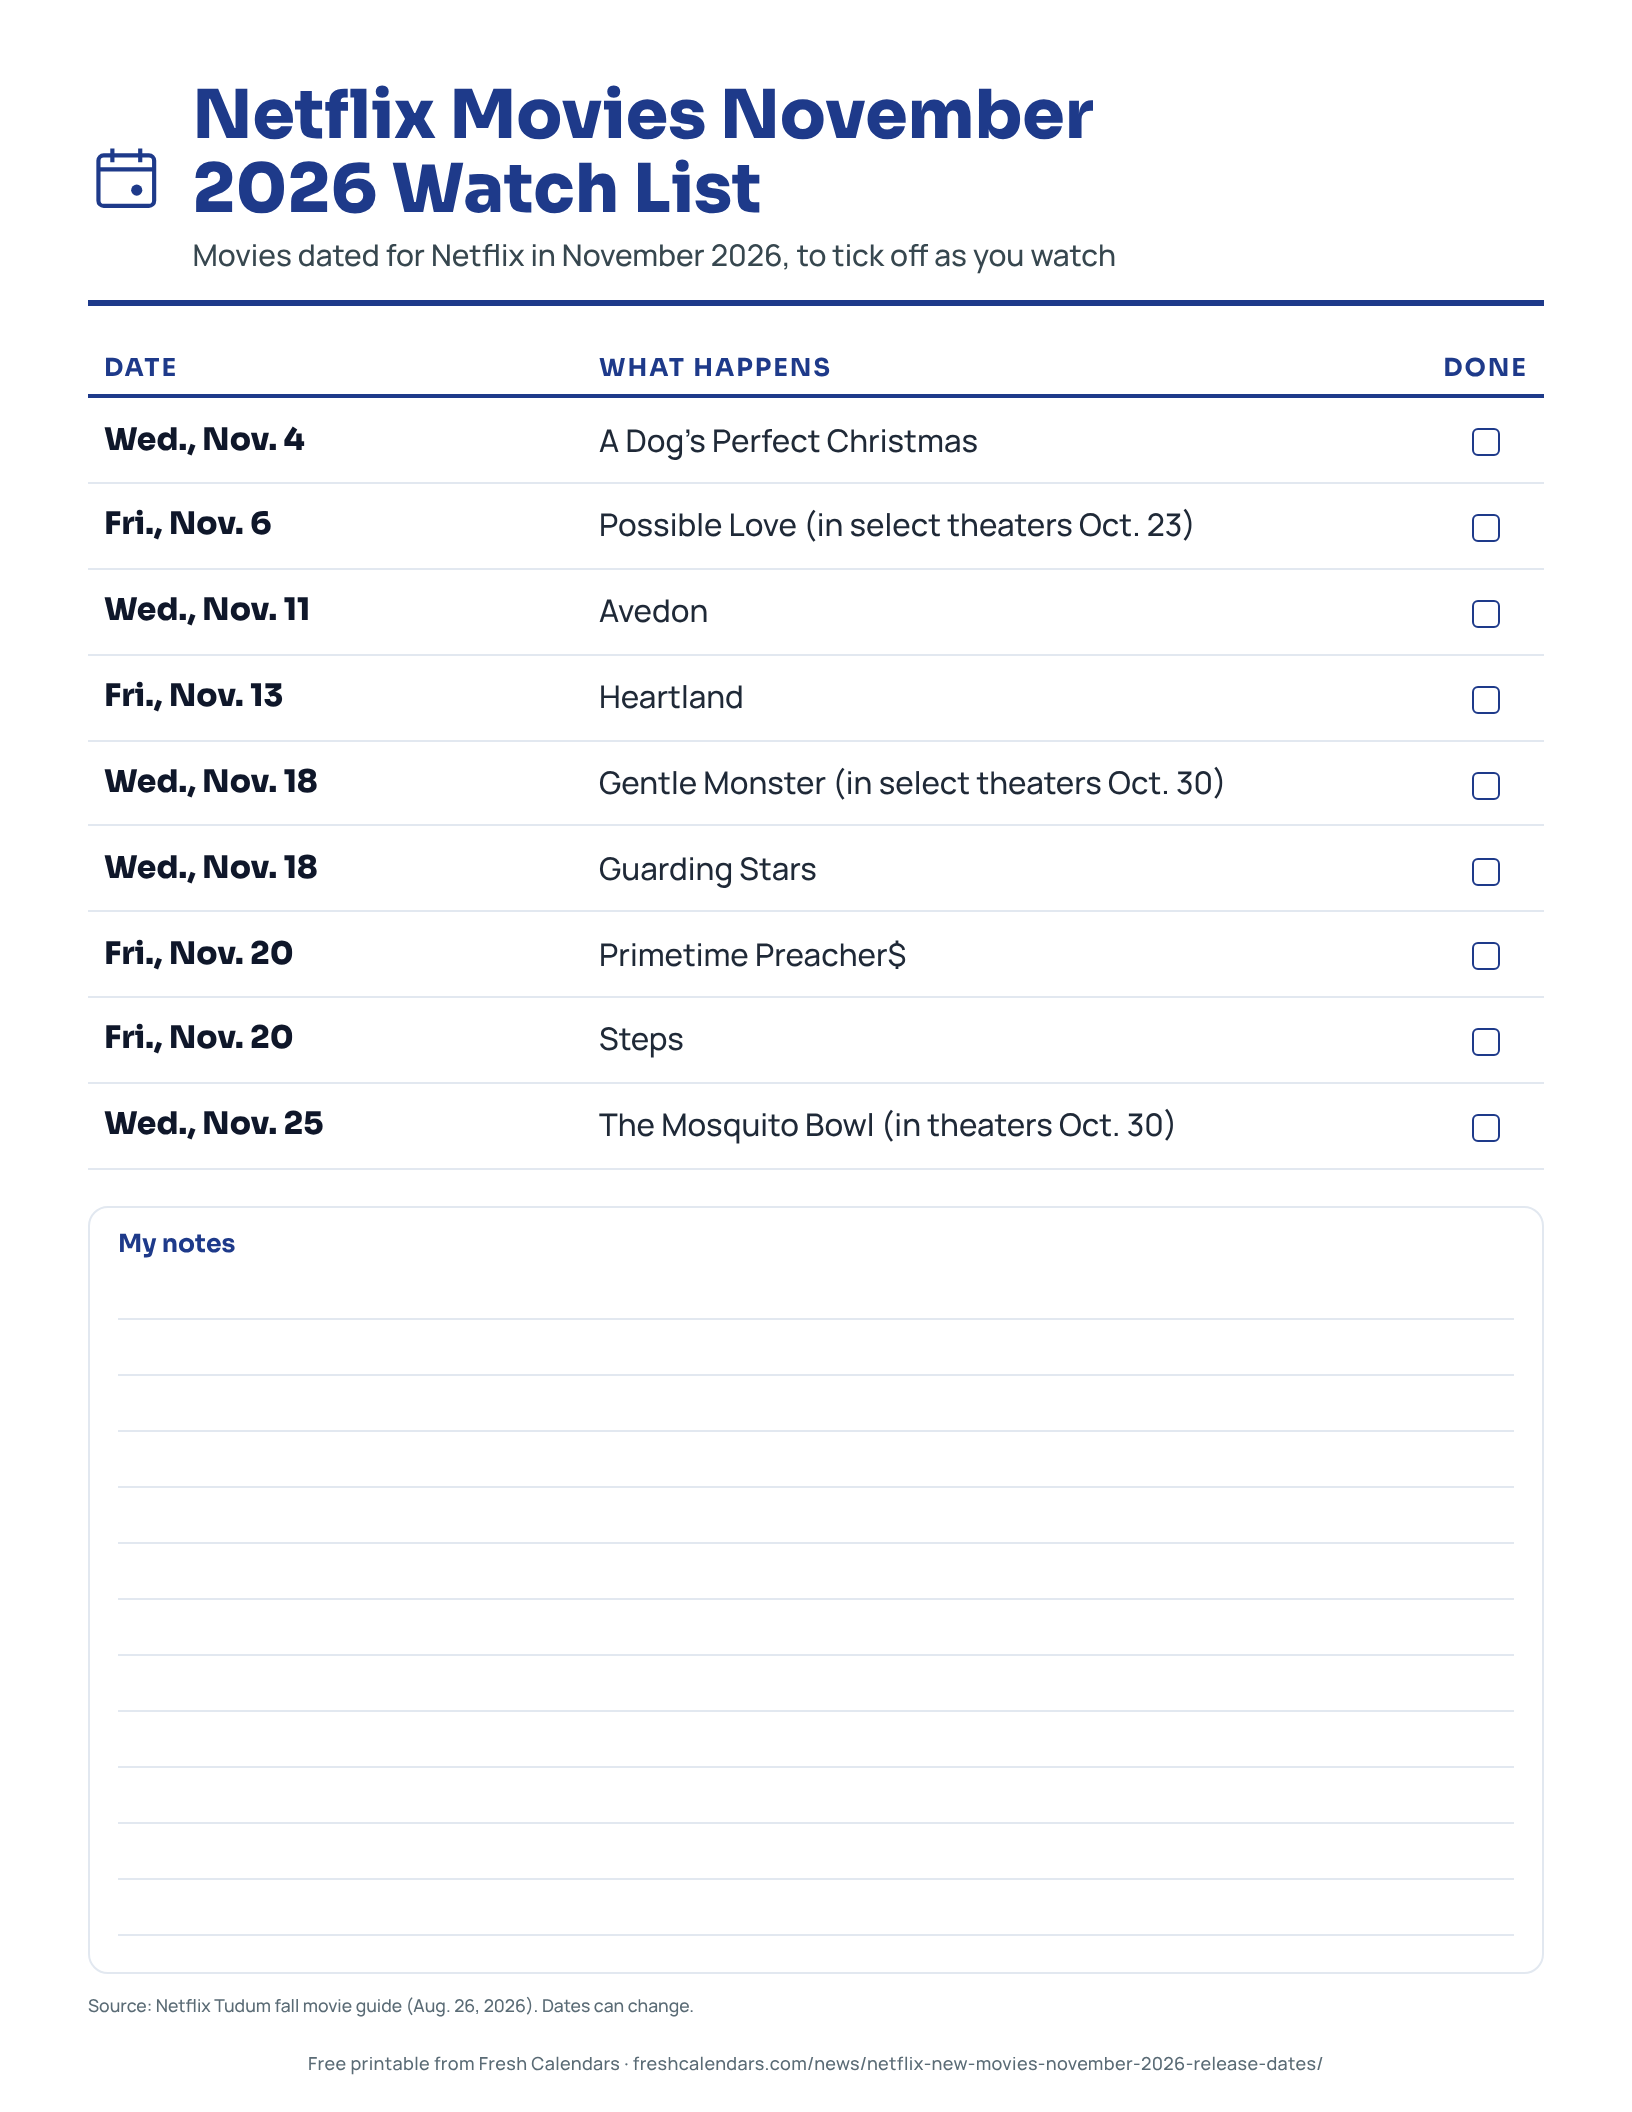 Netflix Movies November
2026 Watch List
Movies dated for Netflix in November 2026, to tick off as you watch
DATE WHAT HAPPENS DONE
Wed., Nov. 4 A Dog’s Perfect Christmas
Fri., Nov. 6 Possible Love (in select theaters Oct. 23)
Wed., Nov. 11 Avedon
Fri., Nov. 13 Heartland
Wed., Nov. 18 Gentle Monster (in select theaters Oct. 30)
Wed., Nov. 18 Guarding Stars
Fri., Nov. 20 Primetime Preacher$
Fri., Nov. 20 Steps
Wed., Nov. 25 The Mosquito Bowl (in theaters Oct. 30)
My notes
Source: Netflix Tudum fall movie guide (Aug. 26, 2026). Dates can change.
Free printable from Fresh Calendars · freshcalendars.com/news/netflix-new-movies-november-2026-release-dates/